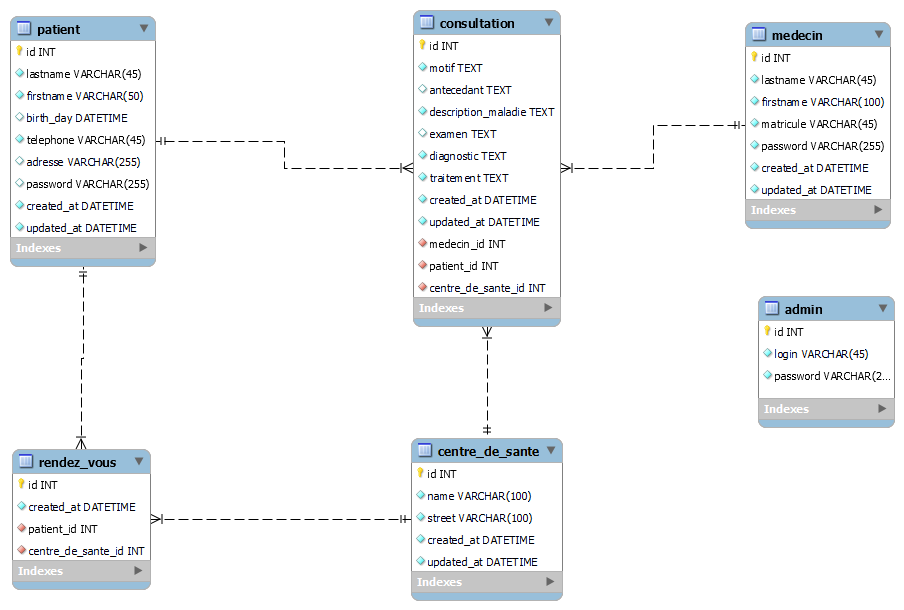 patient
id INT
lastname VARCHAR(45)
firstname VARCHAR(50)
birth_day DATETIME
telephone VARCHAR(45)
adresse VARCHAR(255)
password VARCHAR(255)
created_at DATETIME
updated_at DATETIME
Indexes
consultation
id INT
motif TEXT
antecedant TEXT
description_maladie TEXT
examen TEXT
diagnostic TEXT
traitement TEXT
created_at DATETIME
updated_at DATETIME
medecin_id INT
patient_id INT
centre_de_sante_id INT
Indexes
medecin
id INT
lastname VARCHAR(45)
firstname VARCHAR(100)
matricule VARCHAR(45)
password VARCHAR(255)
created_at DATETIME
updated_at DATETIME
Indexes
admin
id INT
login VARCHAR(45)
password VARCHAR(2...
Indexes
rendez_vous
id INT
created_at DATETIME
patient_id INT
centre_de_sante_id INT
Indexes
centre_de_sante
id INT
name VARCHAR(100)
street VARCHAR(100)
created_at DATETIME
updated_at DATETIME
Indexes